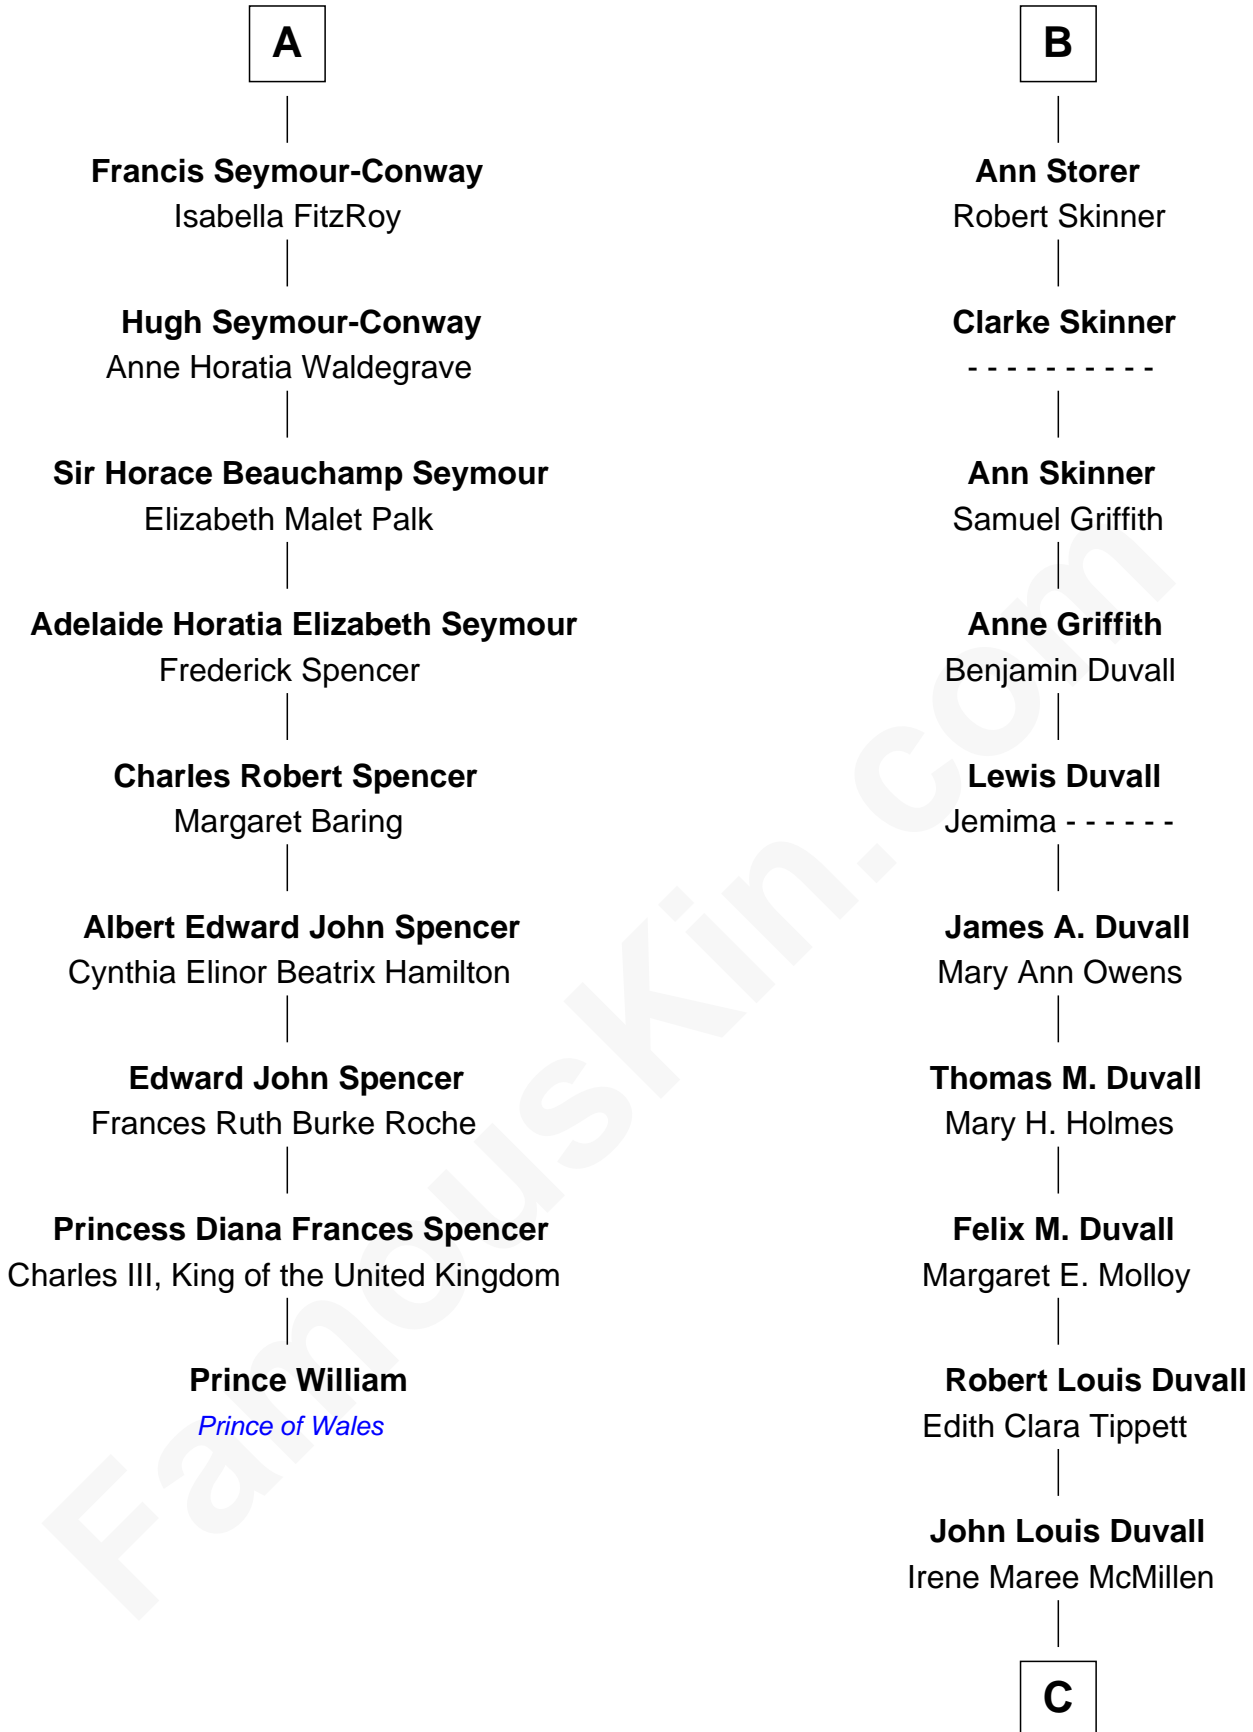 A
Francis Seymour-Conway
Isabella FitzRoy
Hugh Seymour-Conway
Anne Horatia Waldegrave
Sir Horace Beauchamp Seymour
Elizabeth Malet Palk
Adelaide Horatia Elizabeth Seymour
Frederick Spencer
Charles Robert Spencer
Margaret Baring
Albert Edward John Spencer
Cynthia Elinor Beatrix Hamilton
Edward John Spencer
Frances Ruth Burke Roche
Princess Diana Frances Spencer
Charles III, King of the United Kingdom
Prince William
Prince of Wales
B
Ann Storer
Robert Skinner
Clarke Skinner
- - - - - - - - - -
Ann Skinner
Samuel Griffith
Anne Griffith
Benjamin Duvall
Lewis Duvall
Jemima - - - - - -
James A. Duvall
Mary Ann Owens
Thomas M. Duvall
Mary H. Holmes
Felix M. Duvall
Margaret E. Molloy
Robert Louis Duvall
Edith Clara Tippett
John Louis Duvall
Irene Maree McMillen
C
FamousKin.com